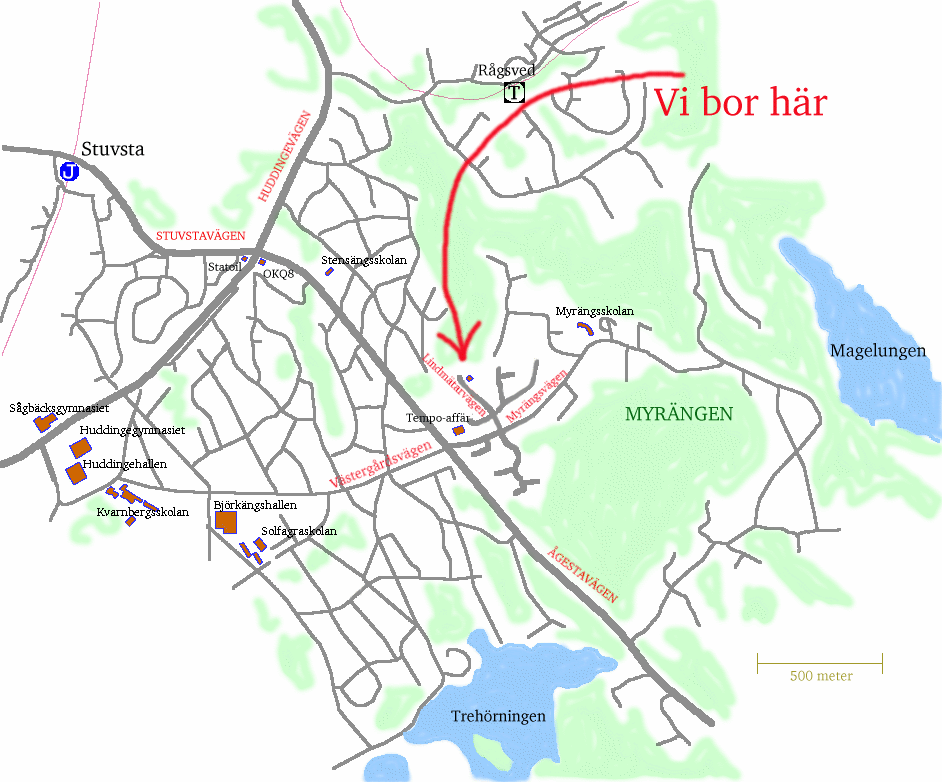 Rågsved
T
Vi bor här
Stuvsta
J
HUDDINGEVÄGEN
STUVSTAVÄGEN
Statoil
OKQ8
Stensängsskolan
Myrängsskolan
Magelungen
Lindmätarvägen
Myrängsvägen
MYRÄNGEN
Tempo-affär
Sågbäcksgymnasiet
Huddingegymnasiet
Huddingehallen
Västergårdsvägen
Kvarnbergsskolan
Björkängshallen
Solfagraskolan
ÅGESTAVÄGEN
500 meter
Trehörningen